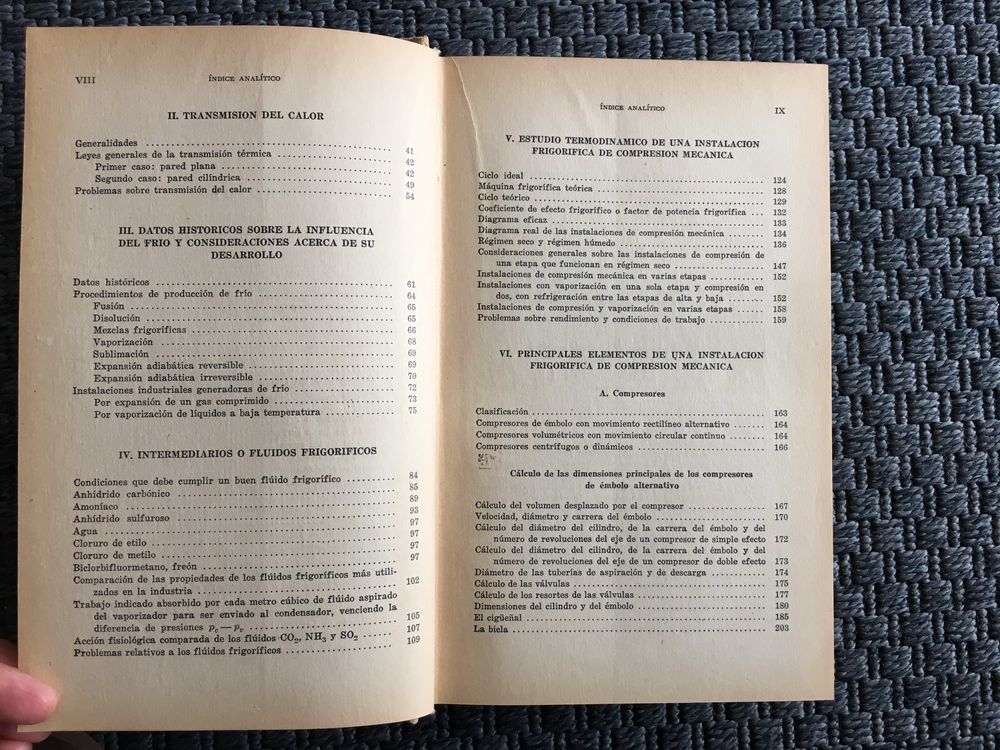 VIII
ÍNDICE ANALÍTICO
II. TRANSMISION DEL CALOR
Generalidades .......... 41
Leyes generales de la transmisión térmica .......... 42
Primer caso: pared plana .......... 42
Segundo caso: pared cilíndrica .......... 49
Problemas sobre transmisión del calor .......... 54
III. DATOS HISTORICOS SOBRE LA INFLUENCIA
DEL FRIO Y CONSIDERACIONES ACERCA DE SU
DESARROLLO
Datos históricos .......... 61
Procedimientos de producción de frío .......... 64
Fusión .......... 65
Disolución .......... 65
Mezclas frigoríficas .......... 66
Vaporización .......... 68
Sublimación .......... 69
Expansión adiabática reversible .......... 69
Expansión adiabática irreversible .......... 70
Instalaciones industriales generadoras de frío .......... 72
Por expansión de un gas comprimido .......... 73
Por vaporización de líquidos a baja temperatura .......... 75
IV. INTERMEDIARIOS O FLUIDOS FRIGORIFICOS
Condiciones que debe cumplir un buen flúido frigorífico .......... 84
Anhídrido carbónico .......... 85
Amoníaco .......... 89
Anhídrido sulfuroso .......... 93
Agua .......... 97
Cloruro de etilo .......... 97
Cloruro de metilo .......... 97
Biclorbifluormetano, freón .......... 97
Comparación de las propiedades de los flúidos frigoríficos más utili-
zados en la industria .......... 102
Trabajo indicado absorbido por cada metro cúbico de flúido aspirado
del vaporizador para ser enviado al condensador, venciendo la
diferencia de presiones pc — pv .......... 105
Acción fisiológica comparada de los flúidos CO2, NH3 y SO2 .......... 107
Problemas relativos a los flúidos frigoríficos .......... 109
ÍNDICE ANALÍTICO
IX
V. ESTUDIO TERMODINAMICO DE UNA INSTALACION
FRIGORIFICA DE COMPRESION MECANICA
Ciclo ideal .......... 124
Máquina frigorífica teórica .......... 128
Ciclo teórico .......... 129
Coeficiente de efecto frigorífico o factor de potencia frigorífica ... 132
Diagrama eficaz .......... 133
Diagrama real de las instalaciones de compresión mecánica .......... 134
Régimen seco y régimen húmedo .......... 136
Consideraciones generales sobre las instalaciones de compresión de
una etapa que funcionan en régimen seco .......... 147
Instalaciones de compresión mecánica en varias etapas .......... 152
Instalaciones con vaporización en una sola etapa y compresión en
dos, con refrigeración entre las etapas de alta y baja ....... 152
Instalaciones de compresión y vaporización en varias etapas ...... 158
Problemas sobre rendimiento y condiciones de trabajo .......... 159
VI. PRINCIPALES ELEMENTOS DE UNA INSTALACION
FRIGORIFICA DE COMPRESION MECANICA
A. Compresores
Clasificación .......... 163
Compresores de émbolo con movimiento rectilíneo alternativo ...... 164
Compresores volumétricos con movimiento circular continuo ....... 164
Compresores centrífugos o dinámicos .......... 166
Cálculo de las dimensiones principales de los compresores
de émbolo alternativo
Cálculo del volumen desplazado por el compresor .......... 167
Velocidad, diámetro y carrera del émbolo .......... 170
Cálculo del diámetro del cilindro, de la carrera del émbolo y del
número de revoluciones del eje de un compresor de simple efecto 172
Cálculo del diámetro del cilindro, de la carrera del émbolo y del
número de revoluciones del eje de un compresor de doble efecto 173
Diámetro de las tuberías de aspiración y de descarga .......... 174
Cálculo de las válvulas .......... 175
Cálculo de los resortes de las válvulas .......... 177
Dimensiones del cilindro y del émbolo .......... 180
El cigüeñal .......... 185
La biela .......... 203